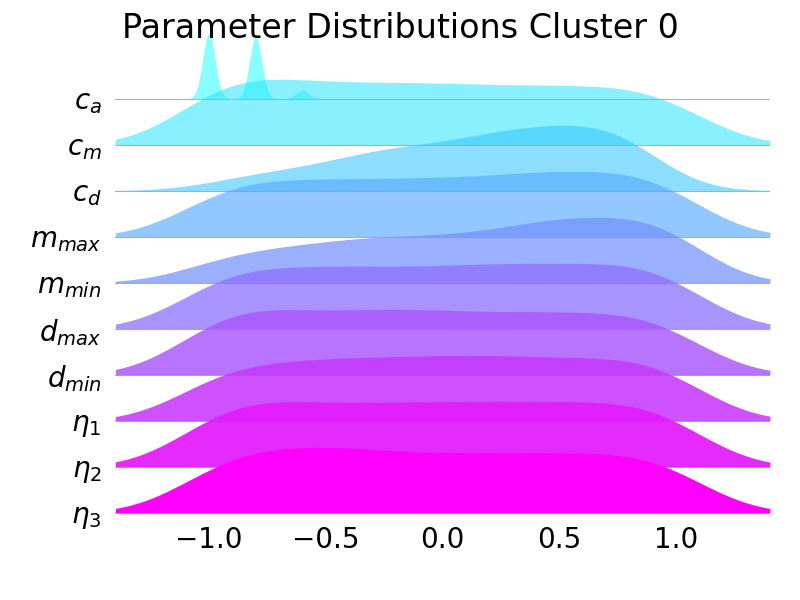 Parameter Distributions Cluster 0
c_a
c_m
c_d
m_max
m_min
d_max
d_min
η_1
η_2
η_3
−1.0 −0.5 0.0 0.5 1.0